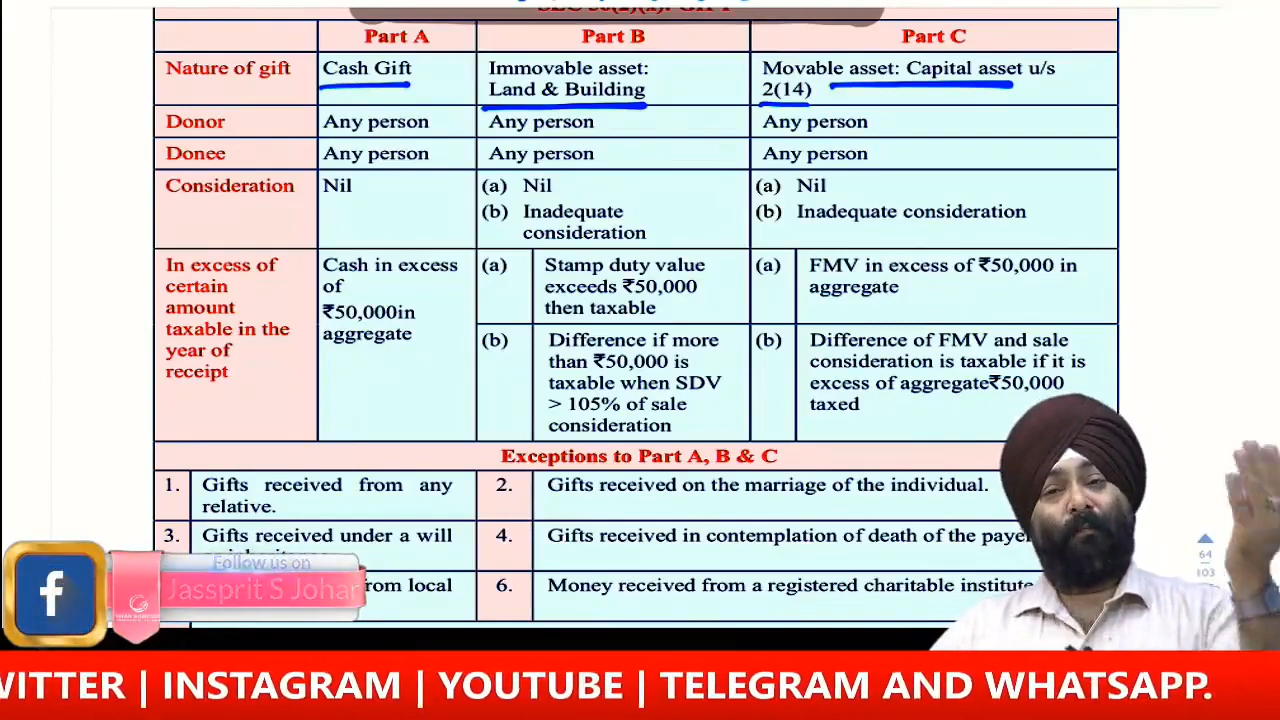 Part A
Part B
Part C
Nature of gift
Cash Gift
Immovable asset:
Land & Building
Movable asset: Capital asset u/s
2(14)
Donor
Any person
Any person
Any person
Donee
Any person
Any person
Any person
Consideration
Nil
(a) Nil
(b) Inadequate
consideration
(a) Nil
(b) Inadequate consideration
In excess of
certain
amount
taxable in the
year of
receipt
Cash in excess
of
₹50,000in
aggregate
(a) Stamp duty value
exceeds ₹50,000
then taxable
(b) Difference if more
than ₹50,000 is
taxable when SDV
> 105% of sale
consideration
(a) FMV in excess of ₹50,000 in
aggregate
(b) Difference of FMV and sale
consideration is taxable if it is
excess of aggregate₹50,000
taxed
Exceptions to Part A, B & C
1. Gifts received from any
relative.
2. Gifts received on the marriage of the individual.
3. Gifts received under a will
4. Gifts received in contemplation of death of the payer
from local
6. Money received from a registered charitable institute
64
103
Follow us on
Jassprit S Johar
WITTER | INSTAGRAM | YOUTUBE | TELEGRAM AND WHATSAPP.